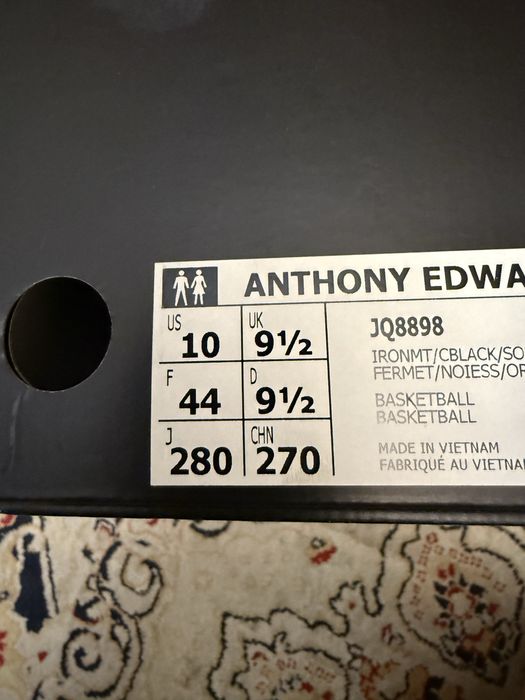 ANTHONY EDWA
US 10 UK 9½
F 44 D 9½
J 280 CHN 270
JQ8898
IRONMT/CBLACK/SO
FERMET/NOIESS/OR
BASKETBALL
BASKETBALL
MADE IN VIETNAM
FABRIQUÉ AU VIETNAM